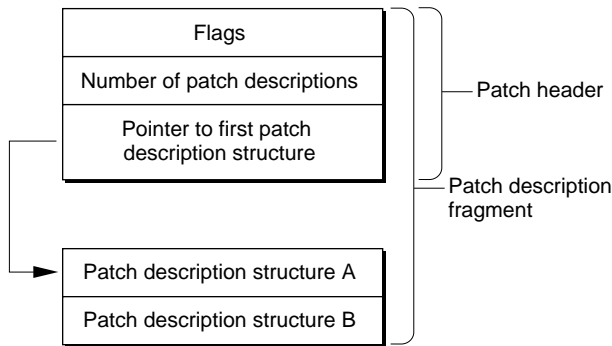 Flags
Number of patch descriptions
Pointer to first patch
description structure
Patch header
Patch description
fragment
Patch description structure A
Patch description structure B